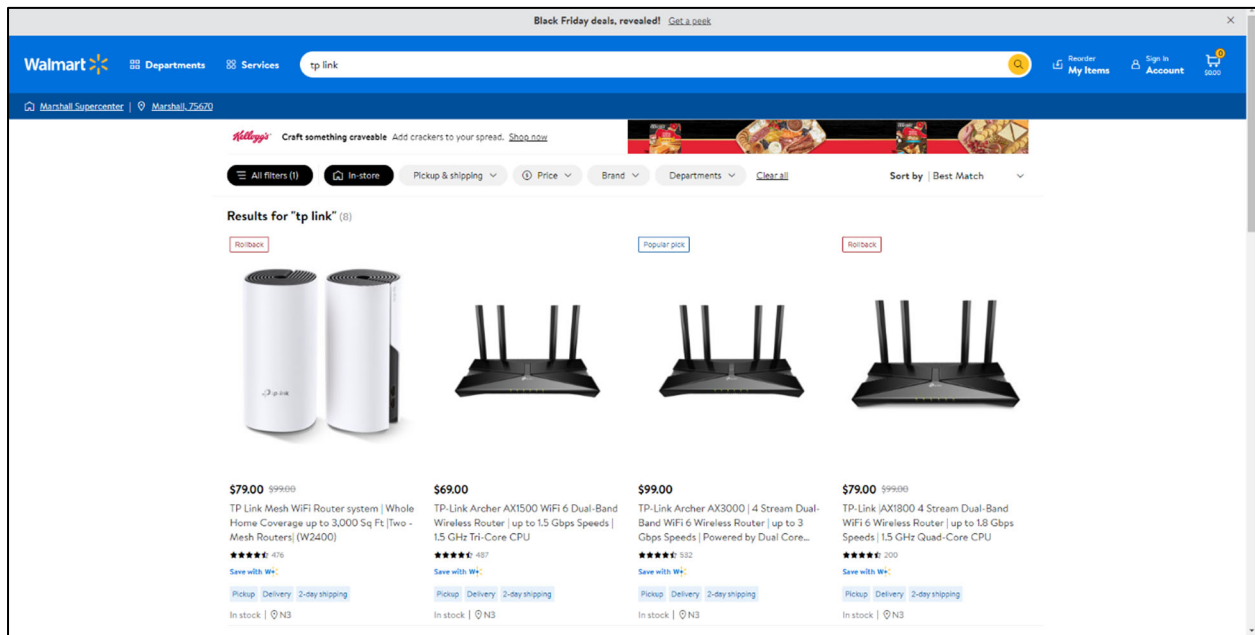 Black Friday deals, revealed! Get a peek
Walmart Departments Services tp link Reorder My Items Sign In Account 0 $0.00
Marshall Supercenter | Marshall, 75670
Kellogg's Craft something craveable Add crackers to your spread. Shop now
All filters (1) In-store Pickup & shipping Price Brand Departments Clear all Sort by | Best Match
Results for "tp link" (8)
Rollback
Popular pick
Rollback
tp-link
$79.00 $99.00
TP Link Mesh WiFi Router system | Whole
Home Coverage up to 3,000 Sq Ft |Two -
Mesh Routers| (W2400)
476
Save with W+
Pickup Delivery 2-day shipping
In stock | N3
$69.00
TP-Link Archer AX1500 WiFi 6 Dual-Band
Wireless Router | up to 1.5 Gbps Speeds |
1.5 GHz Tri-Core CPU
487
Save with W+
Pickup Delivery 2-day shipping
In stock | N3
$99.00
TP-Link Archer AX3000 | 4 Stream Dual-
Band WiFi 6 Wireless Router | up to 3
Gbps Speeds | Powered by Dual Core...
532
Save with W+
Pickup Delivery 2-day shipping
In stock | N3
$79.00 $99.00
TP-Link |AX1800 4 Stream Dual-Band
WiFi 6 Wireless Router | up to 1.8 Gbps
Speeds | 1.5 GHz Quad-Core CPU
200
Save with W+
Pickup Delivery 2-day shipping
In stock | N3